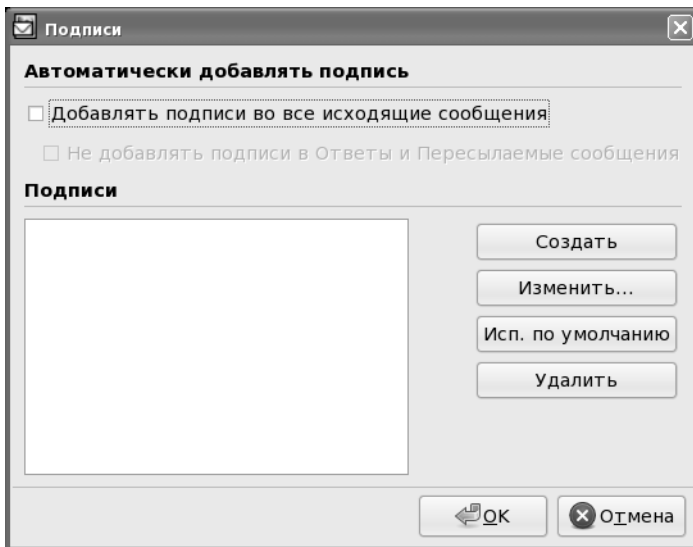 Подписи
Автоматически добавлять подпись
Добавлять подписи во все исходящие сообщения
Не добавлять подписи в Ответы и Пересылаемые сообщения
Подписи
Создать
Изменить...
Исп. по умолчанию
Удалить
OK
Отмена